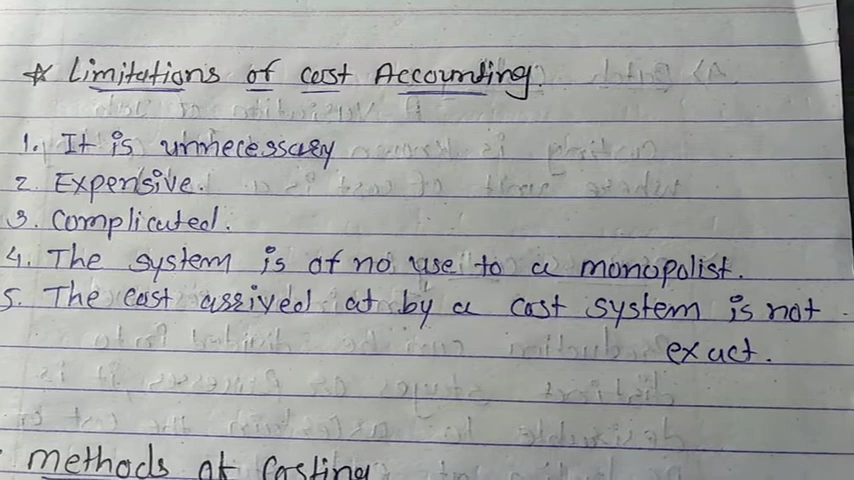 ☆ Limitations of cost Accounting.
1. It is unnecessary
2. Expensive.
3. Complicated.
4. The system is of no use to a monopolist.
5. The cost arrived at by a cost system is not
exact.
methods of Costing